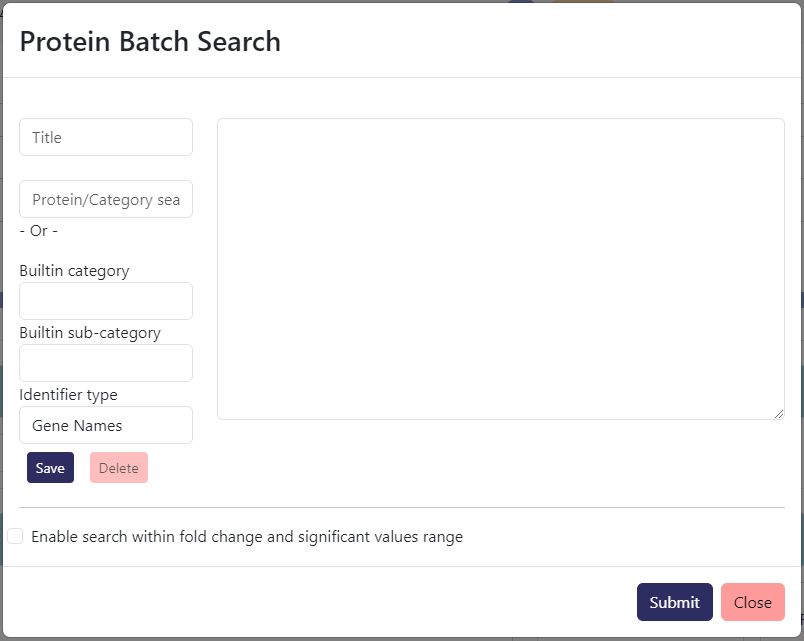 Protein Batch Search
Title
Protein/Category sea
- Or -
Builtin category
Builtin sub-category
Identifier type
Gene Names
Save Delete
Enable search within fold change and significant values range
Submit Close